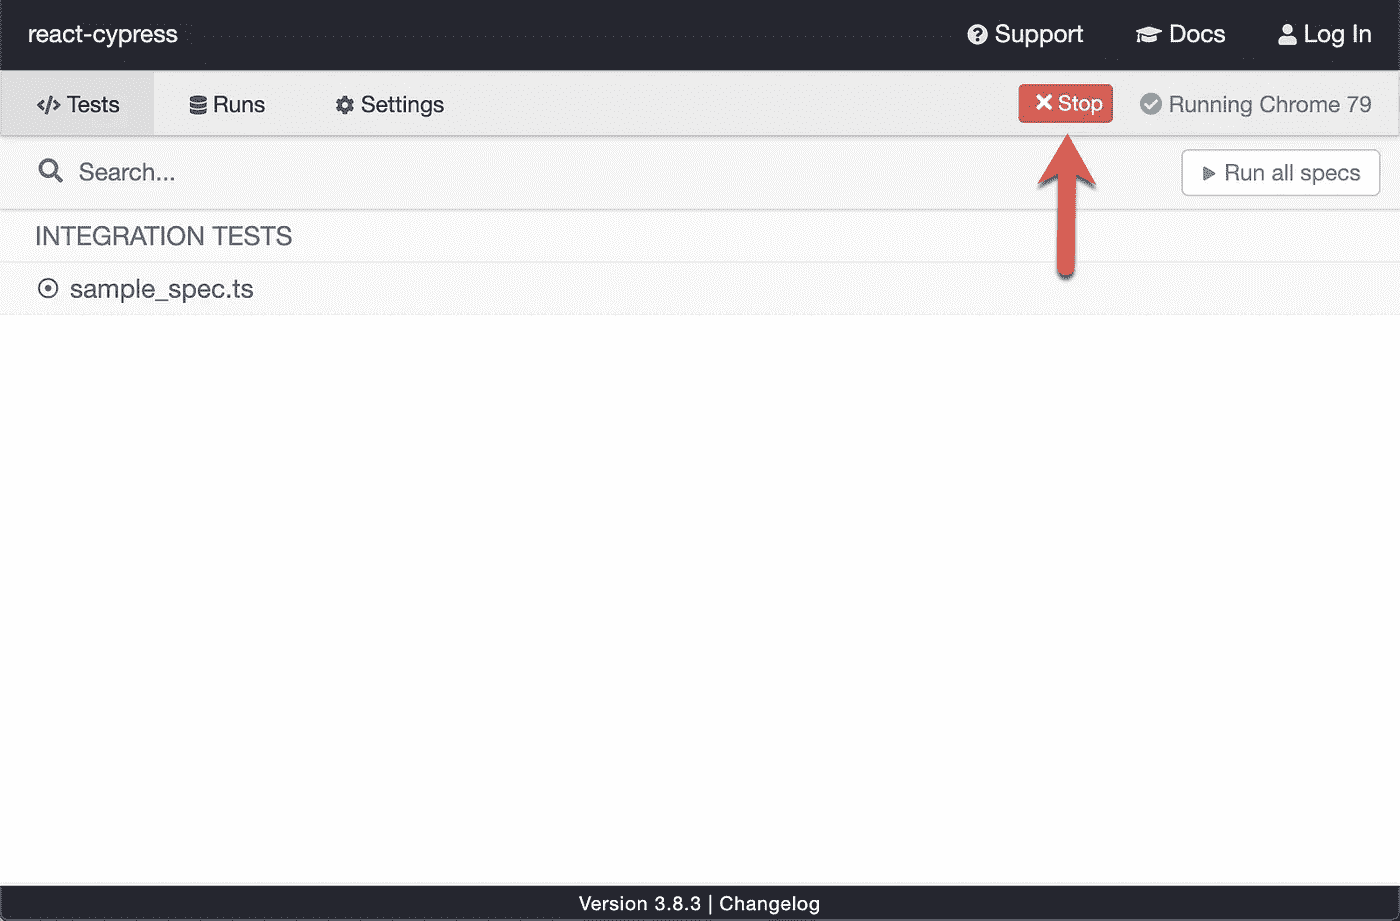 react-cypress Support Docs Log In
Tests Runs Settings Stop Running Chrome 79
Search... Run all specs
INTEGRATION TESTS
sample_spec.ts
Version 3.8.3 | Changelog